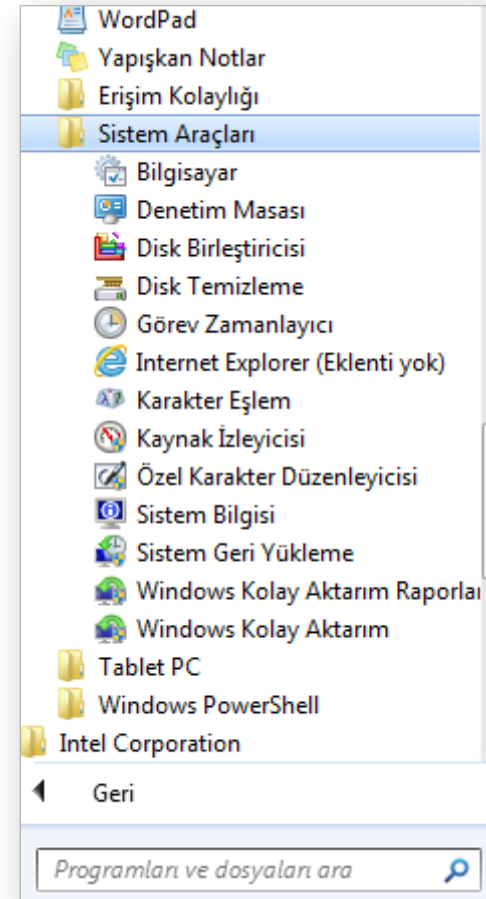 WordPad
Yapışkan Notlar
Erişim Kolaylığı
Sistem Araçları
Bilgisayar
Denetim Masası
Disk Birleştiricisi
Disk Temizleme
Görev Zamanlayıcı
Internet Explorer (Eklenti yok)
Karakter Eşlem
Kaynak İzleyicisi
Özel Karakter Düzenleyicisi
Sistem Bilgisi
Sistem Geri Yükleme
Windows Kolay Aktarım Raporlar
Windows Kolay Aktarım
Tablet PC
Windows PowerShell
Intel Corporation
Geri
Programları ve dosyaları ara